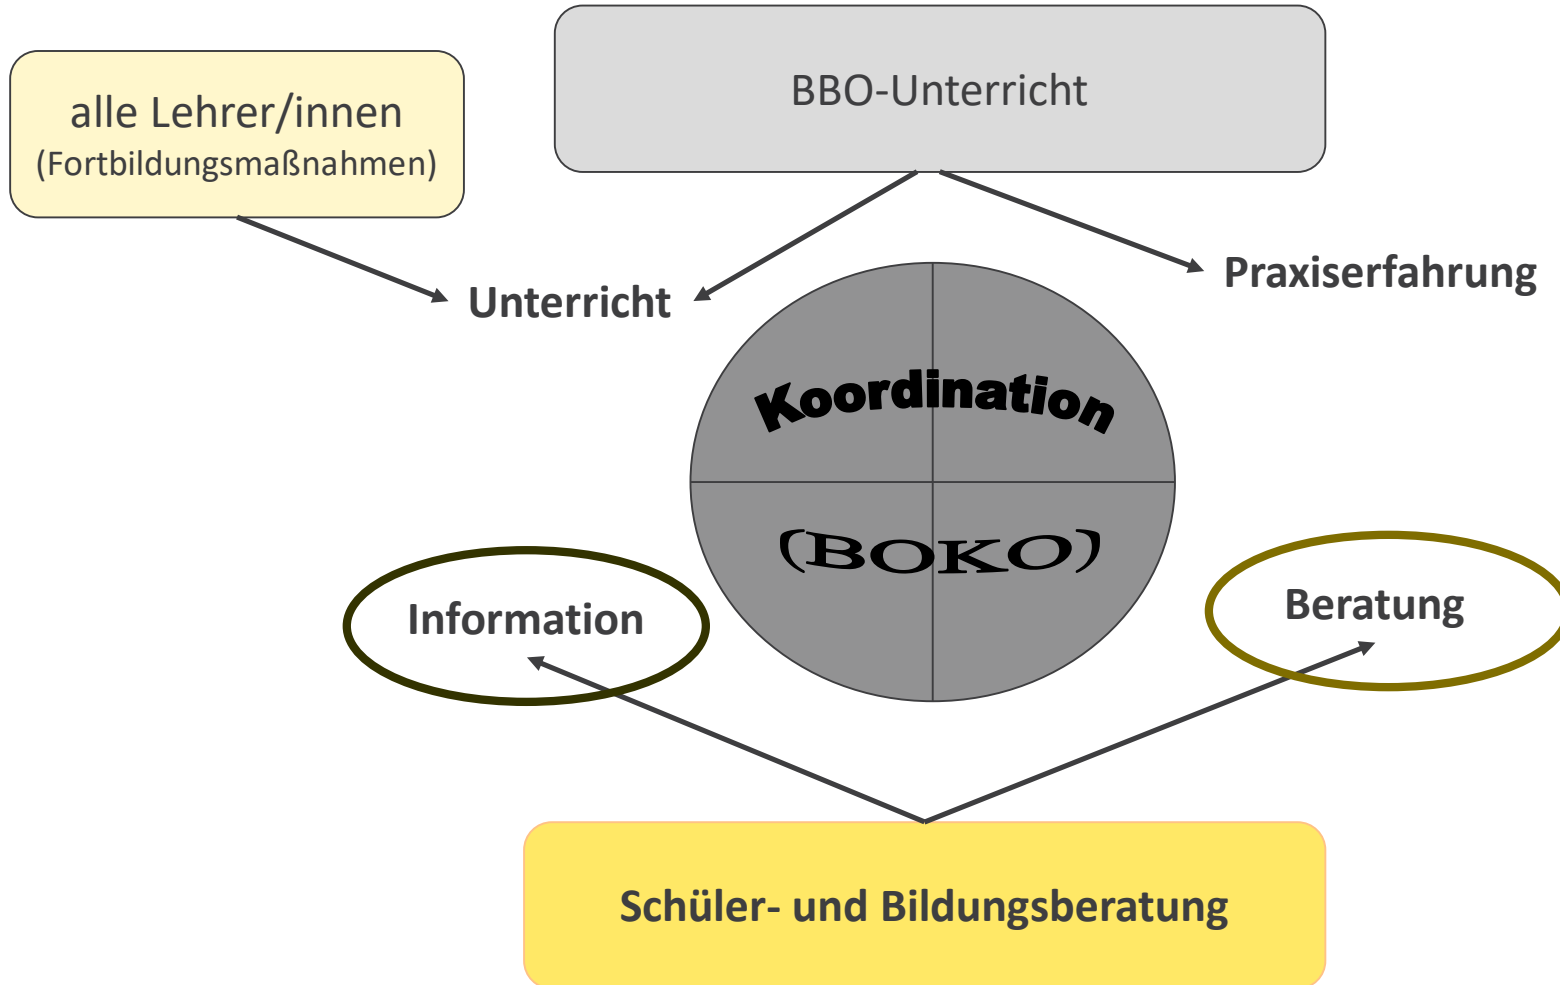 alle Lehrer/innen
(Fortbildungsmaßnahmen)
BBO-Unterricht
Unterricht
Praxiserfahrung
Koordination
(BOKO)
Information
Beratung
Schüler- und Bildungsberatung